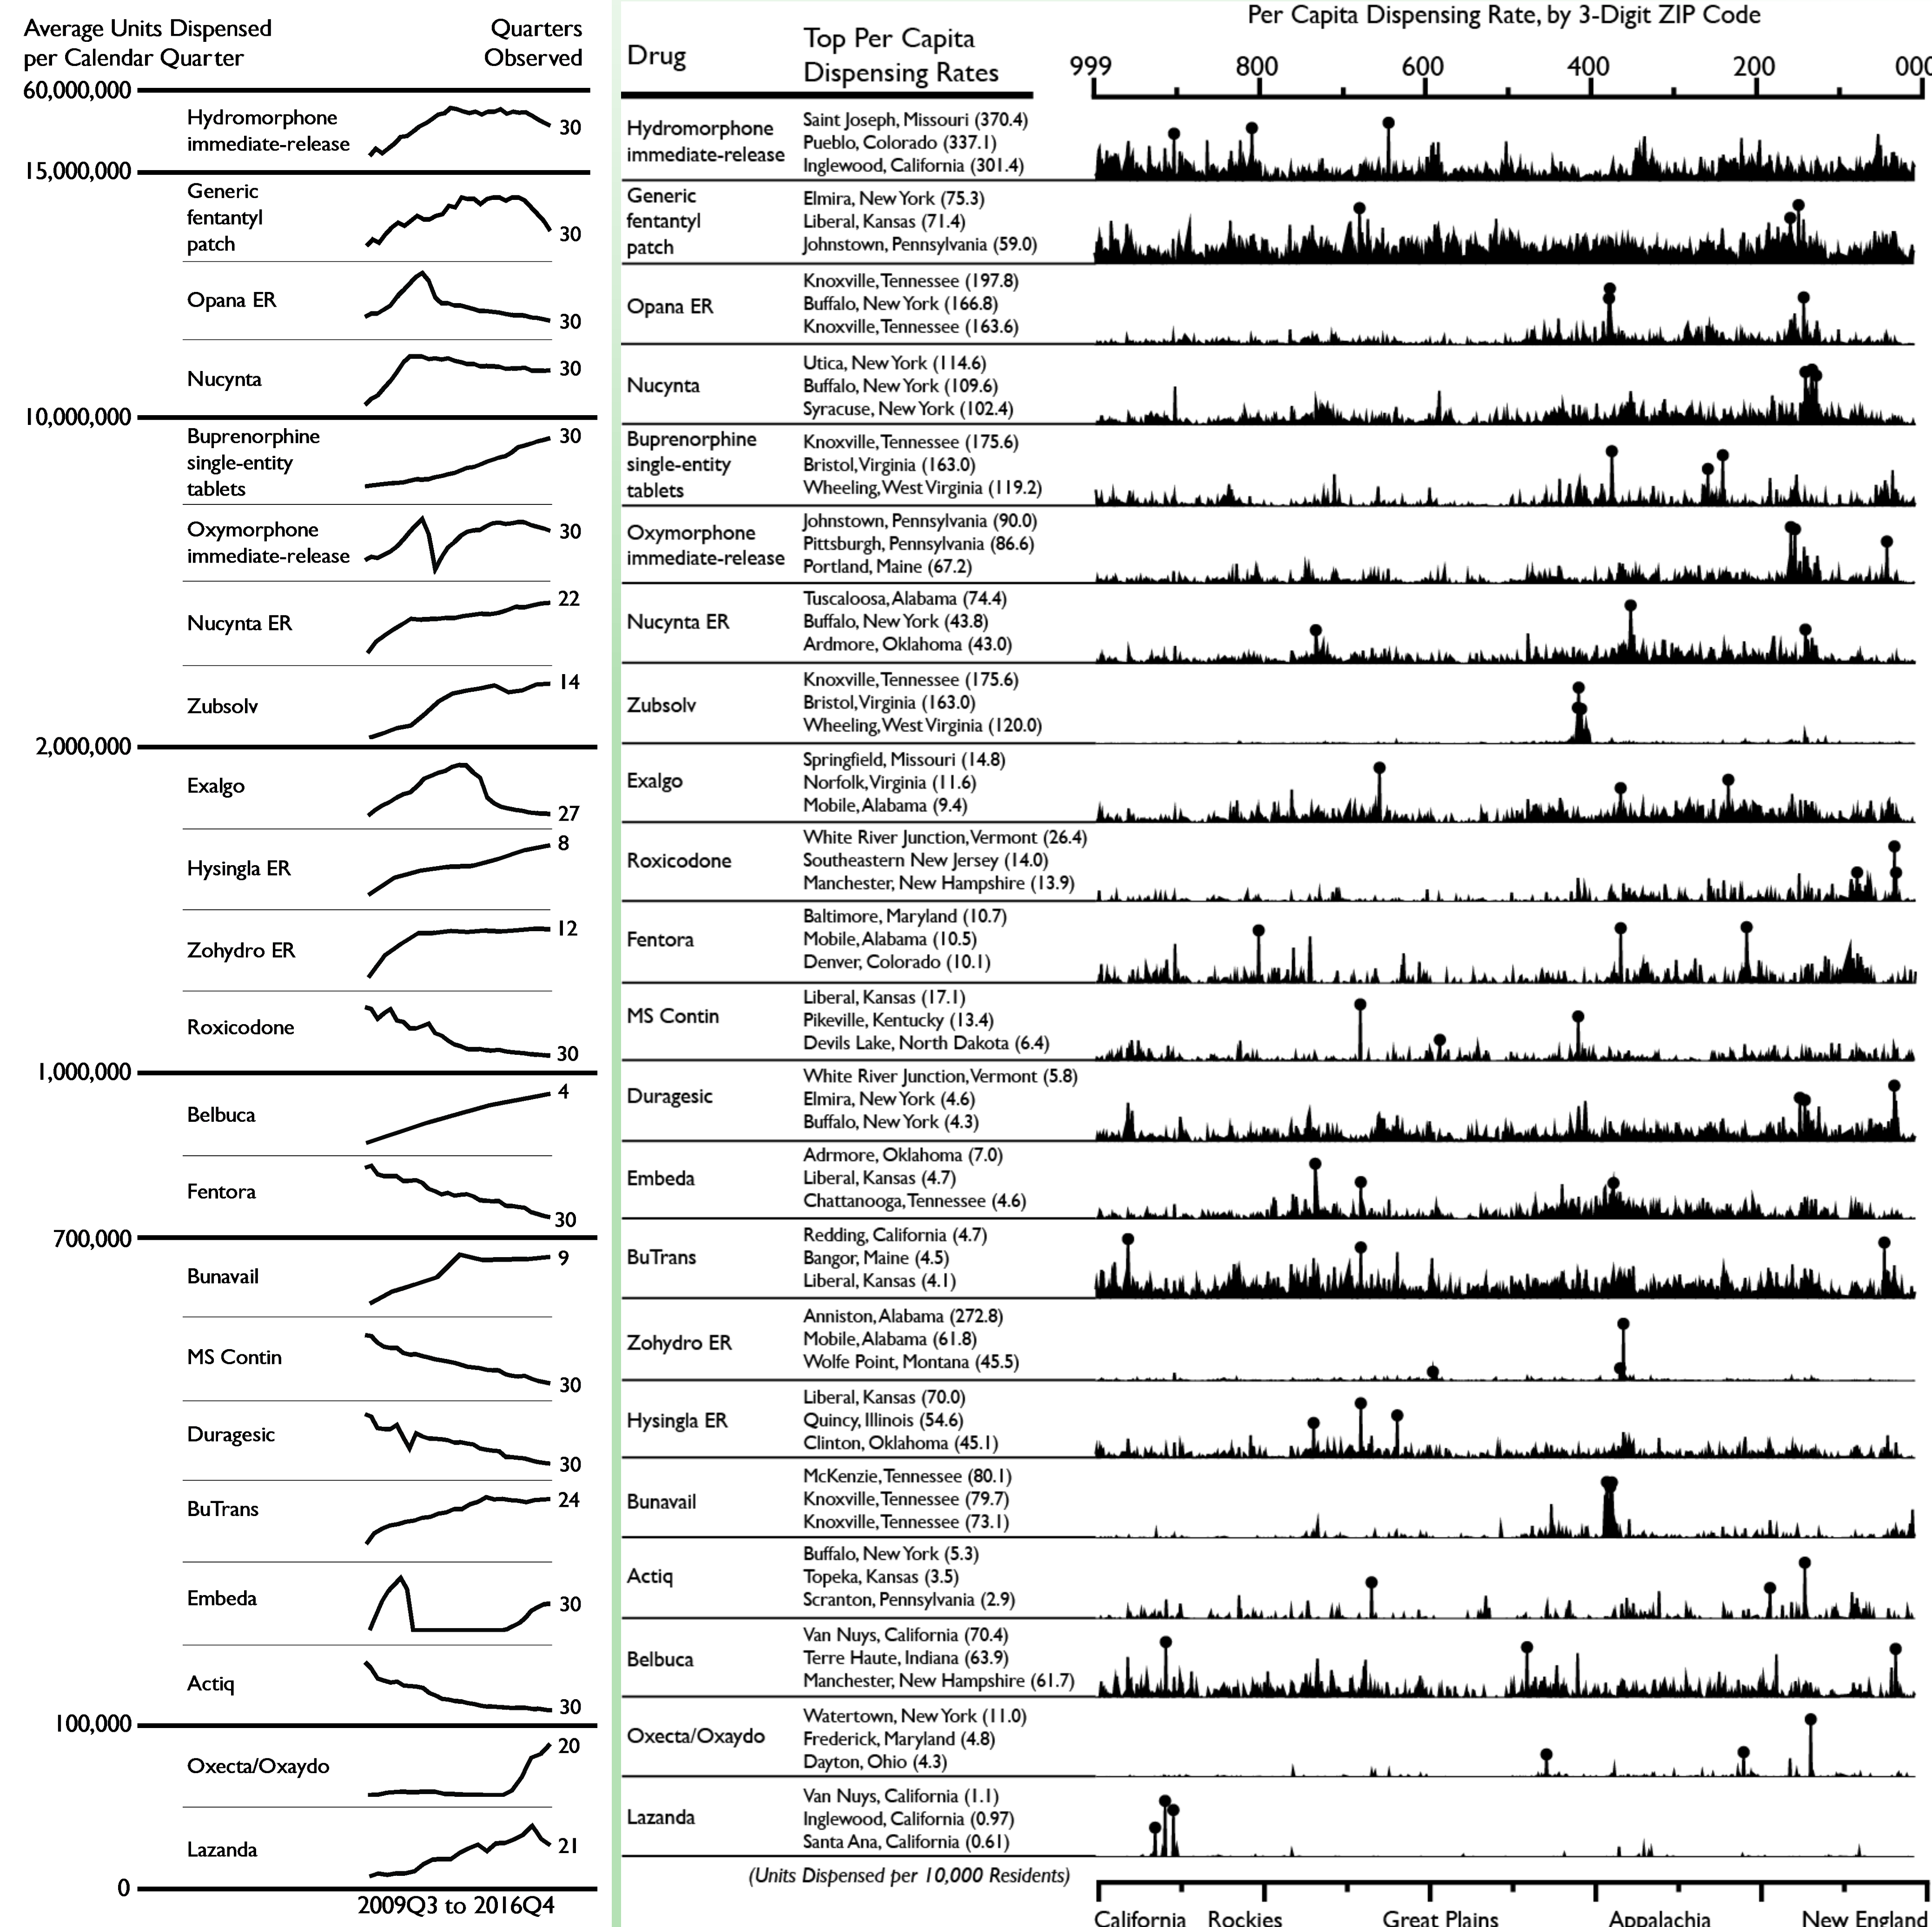 Average Units Dispensed
per Calendar Quarter
Quarters
Observed
60,000,000
Hydromorphone
immediate-release
30
15,000,000
Generic
fentantyl
patch
30
Opana ER
30
Nucynta
30
10,000,000
Buprenorphine
single-entity
tablets
30
Oxymorphone
immediate-release
30
Nucynta ER
22
Zubsolv
14
2,000,000
Exalgo
27
Hysingla ER
8
Zohydro ER
12
Roxicodone
30
1,000,000
Belbuca
4
Fentora
30
700,000
Bunavail
9
MS Contin
30
Duragesic
30
BuTrans
24
Embeda
30
Actiq
30
100,000
Oxecta/Oxaydo
20
Lazanda
21
0
2009Q3 to 2016Q4
Drug
Top Per Capita
Dispensing Rates
Per Capita Dispensing Rate, by 3-Digit ZIP Code
999 800 600 400 200 000
Hydromorphone
immediate-release
Saint Joseph, Missouri (370.4)
Pueblo, Colorado (337.1)
Inglewood, California (301.4)
Generic
fentantyl
patch
Elmira, New York (75.3)
Liberal, Kansas (71.4)
Johnstown, Pennsylvania (59.0)
Opana ER
Knoxville, Tennessee (197.8)
Buffalo, New York (166.8)
Knoxville, Tennessee (163.6)
Nucynta
Utica, New York (114.6)
Buffalo, New York (109.6)
Syracuse, New York (102.4)
Buprenorphine
single-entity
tablets
Knoxville, Tennessee (175.6)
Bristol, Virginia (163.0)
Wheeling, West Virginia (119.2)
Oxymorphone
immediate-release
Johnstown, Pennsylvania (90.0)
Pittsburgh, Pennsylvania (86.6)
Portland, Maine (67.2)
Nucynta ER
Tuscaloosa, Alabama (74.4)
Buffalo, New York (43.8)
Ardmore, Oklahoma (43.0)
Zubsolv
Knoxville, Tennessee (175.6)
Bristol, Virginia (163.0)
Wheeling, West Virginia (120.0)
Exalgo
Springfield, Missouri (14.8)
Norfolk, Virginia (11.6)
Mobile, Alabama (9.4)
Roxicodone
White River Junction, Vermont (26.4)
Southeastern New Jersey (14.0)
Manchester, New Hampshire (13.9)
Fentora
Baltimore, Maryland (10.7)
Mobile, Alabama (10.5)
Denver, Colorado (10.1)
MS Contin
Liberal, Kansas (17.1)
Pikeville, Kentucky (13.4)
Devils Lake, North Dakota (6.4)
Duragesic
White River Junction, Vermont (5.8)
Elmira, New York (4.6)
Buffalo, New York (4.3)
Embeda
Adrmore, Oklahoma (7.0)
Liberal, Kansas (4.7)
Chattanooga, Tennessee (4.6)
BuTrans
Redding, California (4.7)
Bangor, Maine (4.5)
Liberal, Kansas (4.1)
Zohydro ER
Anniston, Alabama (272.8)
Mobile, Alabama (61.8)
Wolfe Point, Montana (45.5)
Hysingla ER
Liberal, Kansas (70.0)
Quincy, Illinois (54.6)
Clinton, Oklahoma (45.1)
Bunavail
McKenzie, Tennessee (80.1)
Knoxville, Tennessee (79.7)
Knoxville, Tennessee (73.1)
Actiq
Buffalo, New York (5.3)
Topeka, Kansas (3.5)
Scranton, Pennsylvania (2.9)
Belbuca
Van Nuys, California (70.4)
Terre Haute, Indiana (63.9)
Manchester, New Hampshire (61.7)
Oxecta/Oxaydo
Watertown, New York (11.0)
Frederick, Maryland (4.8)
Dayton, Ohio (4.3)
Lazanda
Van Nuys, California (1.1)
Inglewood, California (0.97)
Santa Ana, California (0.61)
(Units Dispensed per 10,000 Residents)
California Rockies Great Plains Appalachia New England